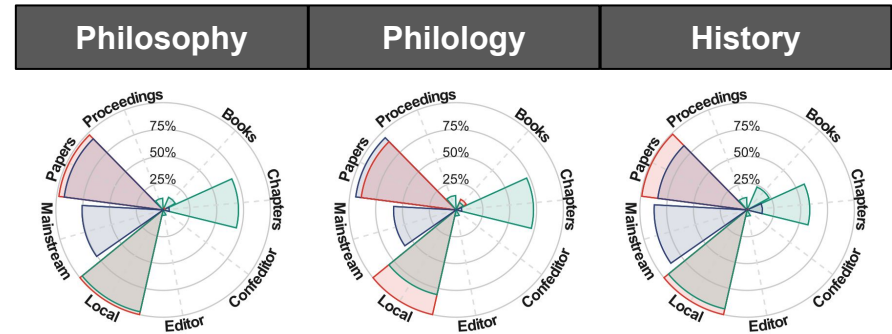 Philosophy
Philology
History
Proceedings
Books
Papers
75%
50%
25%
Chapters
Mainstream
Confeditor
Local
Editor
Proceedings
Books
Papers
75%
50%
25%
Chapters
Mainstream
Confeditor
Local
Editor
Proceedings
Books
Papers
75%
50%
25%
Chapters
Mainstream
Confeditor
Local
Editor